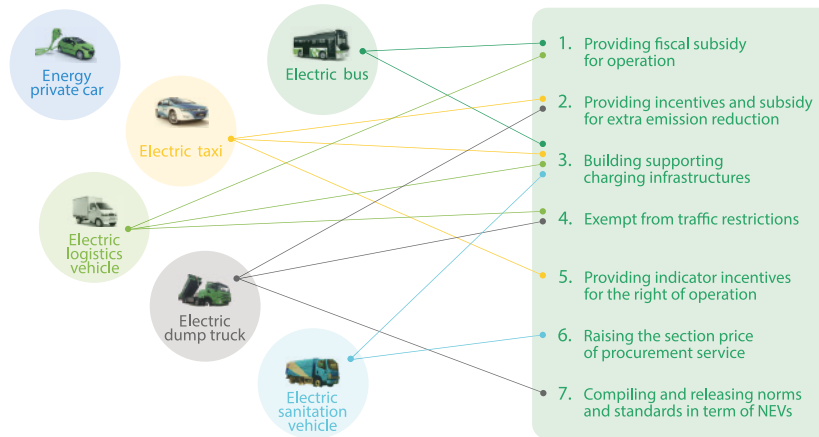 Energy
private car
Electric bus
Electric taxi
Electric
logistics
vehicle
Electric
dump truck
Electric
sanitation
vehicle
1. Providing fiscal subsidy
for operation
2. Providing incentives and subsidy
for extra emission reduction
3. Building supporting
charging infrastructures
4. Exempt from traffic restrictions
5. Providing indicator incentives
for the right of operation
6. Raising the section price
of procurement service
7. Compiling and releasing norms
and standards in term of NEVs